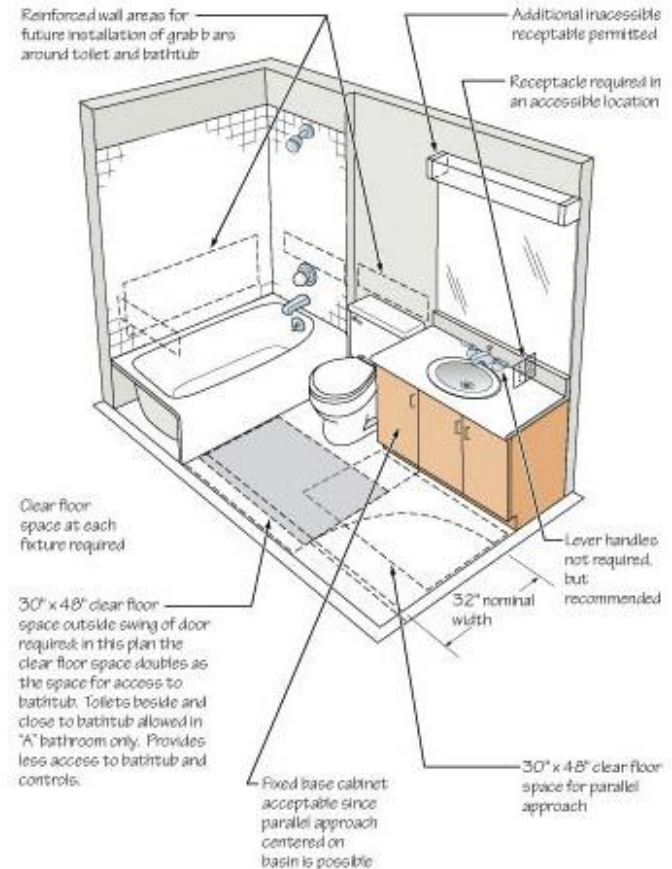 Reinforced wall areas for
future installation of grab b ars
around toilet and bathtub
Additional inacessible
receptable permitted
Receptacle required in
an accessible location
Clear floor
space at each
fixture required
Lever handles
not required,
but
recommended
32" nominal
width
30" x 48" clear floor
space outside swing of door
required: in this plan the
clear floor space doubles as
the space for access to
bathtub. Toilets beside and
close to bathtub allowed in
"A" bathroom only. Provides
less access to bathtub and
controls.
Fixed base cabinet
acceptable since
parallel approach
centered on
basin is possible
30" x 48" clear floor
space for parallel
approach